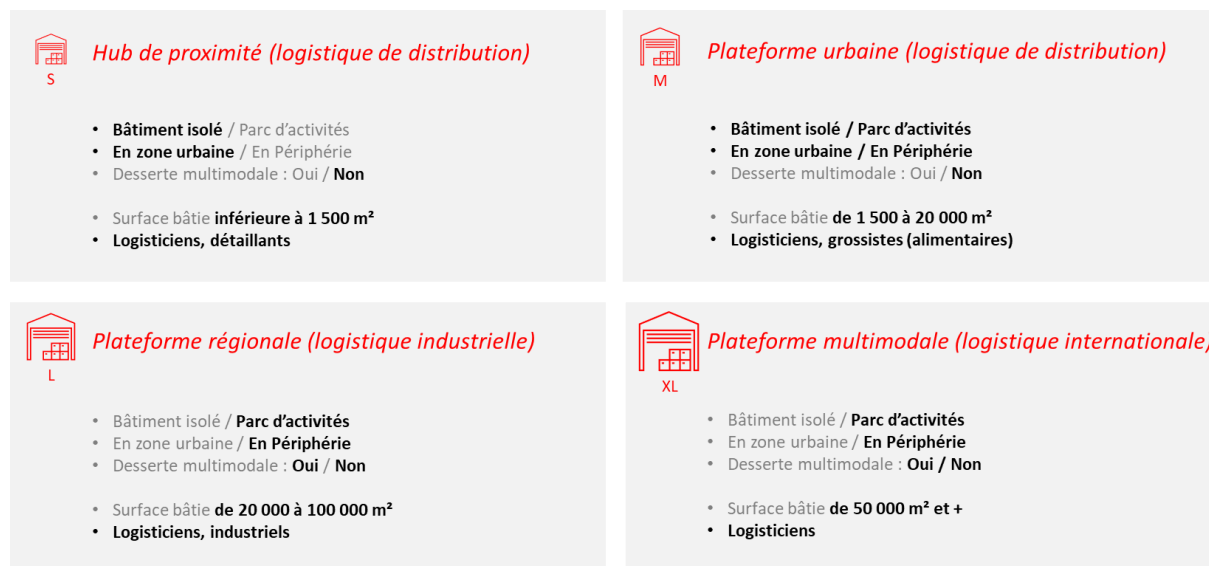 Hub de proximité (logistique de distribution)
S
• Bâtiment isolé / Parc d’activités
• En zone urbaine / En Périphérie
• Desserte multimodale : Oui / Non
• Surface bâtie inférieure à 1 500 m²
• Logisticiens, détaillants
Plateforme urbaine (logistique de distribution)
M
• Bâtiment isolé / Parc d’activités
• En zone urbaine / En Périphérie
• Desserte multimodale : Oui / Non
• Surface bâtie de 1 500 à 20 000 m²
• Logisticiens, grossistes (alimentaires)
Plateforme régionale (logistique industrielle)
L
• Bâtiment isolé / Parc d’activités
• En zone urbaine / En Périphérie
• Desserte multimodale : Oui / Non
• Surface bâtie de 20 000 à 100 000 m²
• Logisticiens, industriels
Plateforme multimodale (logistique internationale)
XL
• Bâtiment isolé / Parc d’activités
• En zone urbaine / En Périphérie
• Desserte multimodale : Oui / Non
• Surface bâtie de 50 000 m² et +
• Logisticiens